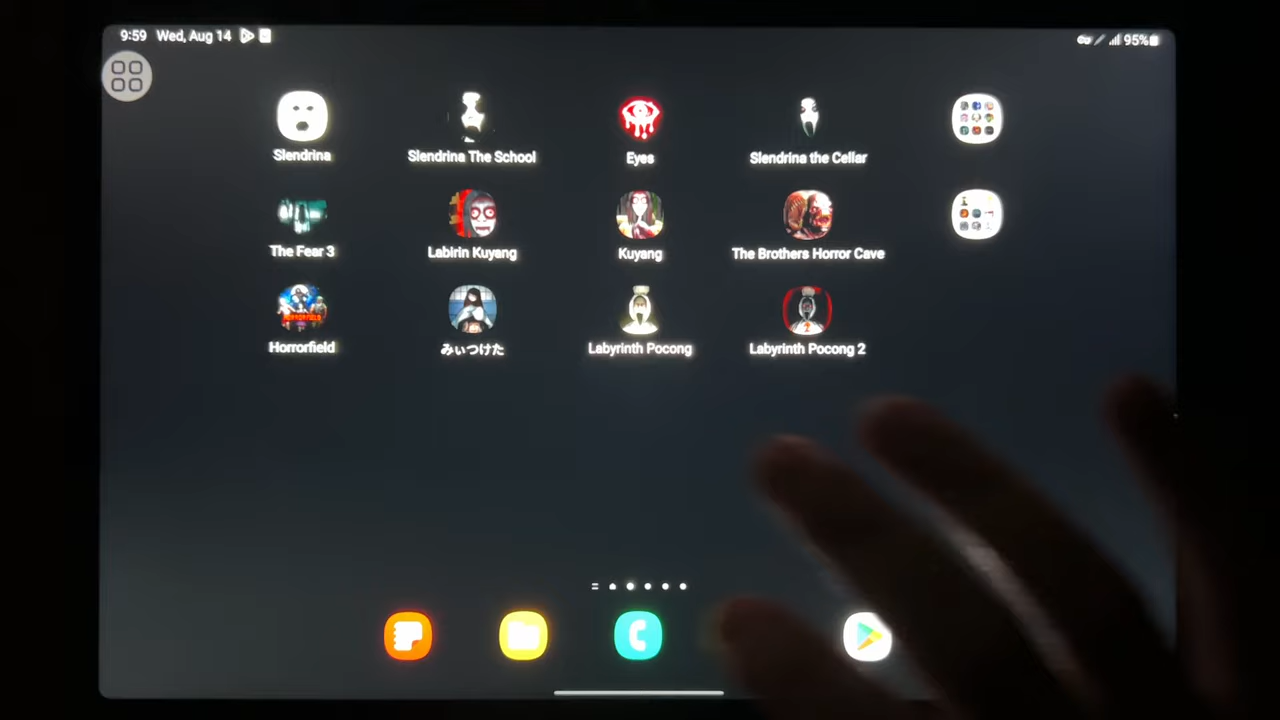 9:59 Wed, Aug 14
95%
Slendrina
Slendrina The School
Eyes
Slendrina the Cellar
The Fear 3
Labirin Kuyang
Kuyang
The Brothers Horror Cave
Horrorfield
みぃつけた
Labyrinth Pocong
Labyrinth Pocong 2